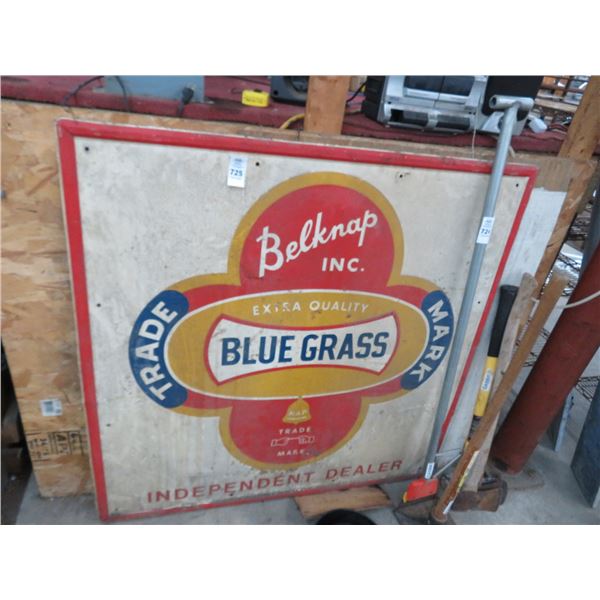 725
Belknap
INC.
EXTRA QUALITY
BLUE GRASS
TRADE
MARK
TRADE
MARK
INDEPENDENT DEALER